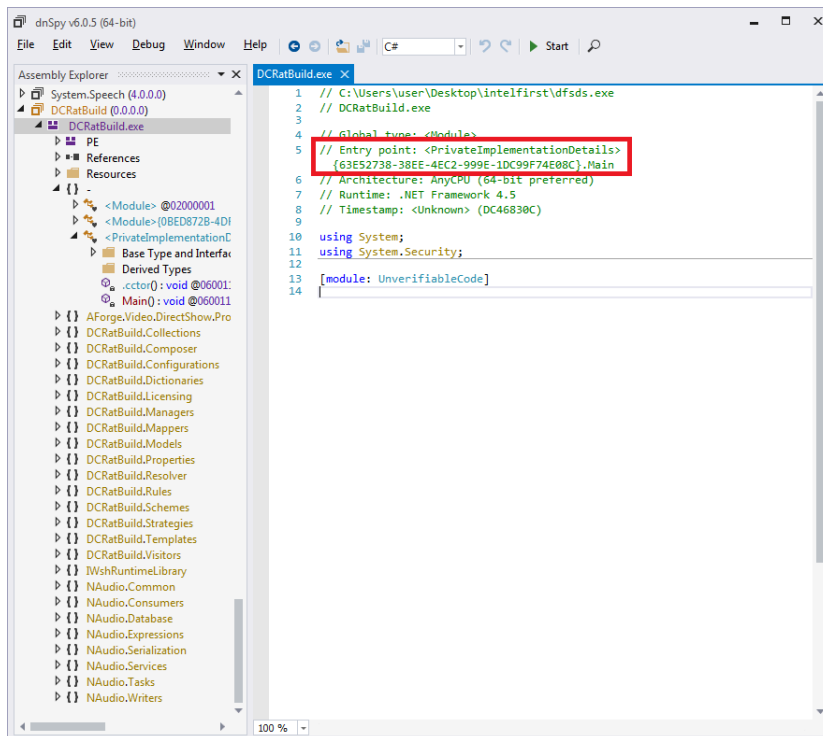 dnSpy v6.0.5 (64-bit)
File Edit View Debug Window Help C# Start
Assembly Explorer
DCRatBuild.exe
System.Speech (4.0.0.0)
DCRatBuild (0.0.0.0)
DCRatBuild.exe
PE
References
Resources
{ } -
<Module> @02000001
<Module>{0BED872B-4DF
<PrivateImplementationD
Base Type and Interfac
Derived Types
.cctor() : void @060011
Main() : void @060011
{ } AForge.Video.DirectShow.Pro
{ } DCRatBuild.Collections
{ } DCRatBuild.Composer
{ } DCRatBuild.Configurations
{ } DCRatBuild.Dictionaries
{ } DCRatBuild.Licensing
{ } DCRatBuild.Managers
{ } DCRatBuild.Mappers
{ } DCRatBuild.Models
{ } DCRatBuild.Properties
{ } DCRatBuild.Resolver
{ } DCRatBuild.Rules
{ } DCRatBuild.Schemes
{ } DCRatBuild.Strategies
{ } DCRatBuild.Templates
{ } DCRatBuild.Visitors
{ } IWshRuntimeLibrary
{ } NAudio.Common
{ } NAudio.Consumers
{ } NAudio.Database
{ } NAudio.Expressions
{ } NAudio.Serialization
{ } NAudio.Services
{ } NAudio.Tasks
{ } NAudio.Writers
1 // C:\Users\user\Desktop\intelfirst\dfsds.exe
2 // DCRatBuild.exe
3
4 // Global type: <Module>
5 // Entry point: <PrivateImplementationDetails>
{63E52738-38EE-4EC2-999E-1DC99F74E08C}.Main
6 // Architecture: AnyCPU (64-bit preferred)
7 // Runtime: .NET Framework 4.5
8 // Timestamp: <Unknown> (DC46830C)
9
10 using System;
11 using System.Security;
12
13 [module: UnverifiableCode]
14
100 %